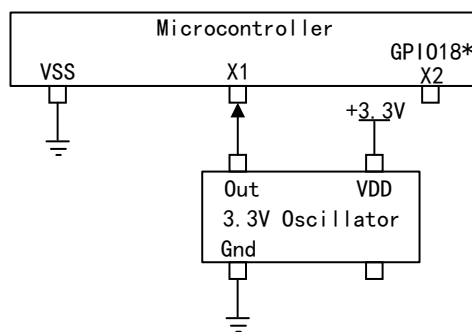 Microcontroller
GPIO18*
VSS X1 X2
+3.3V
Out VDD
3.3V Oscillator
Gnd